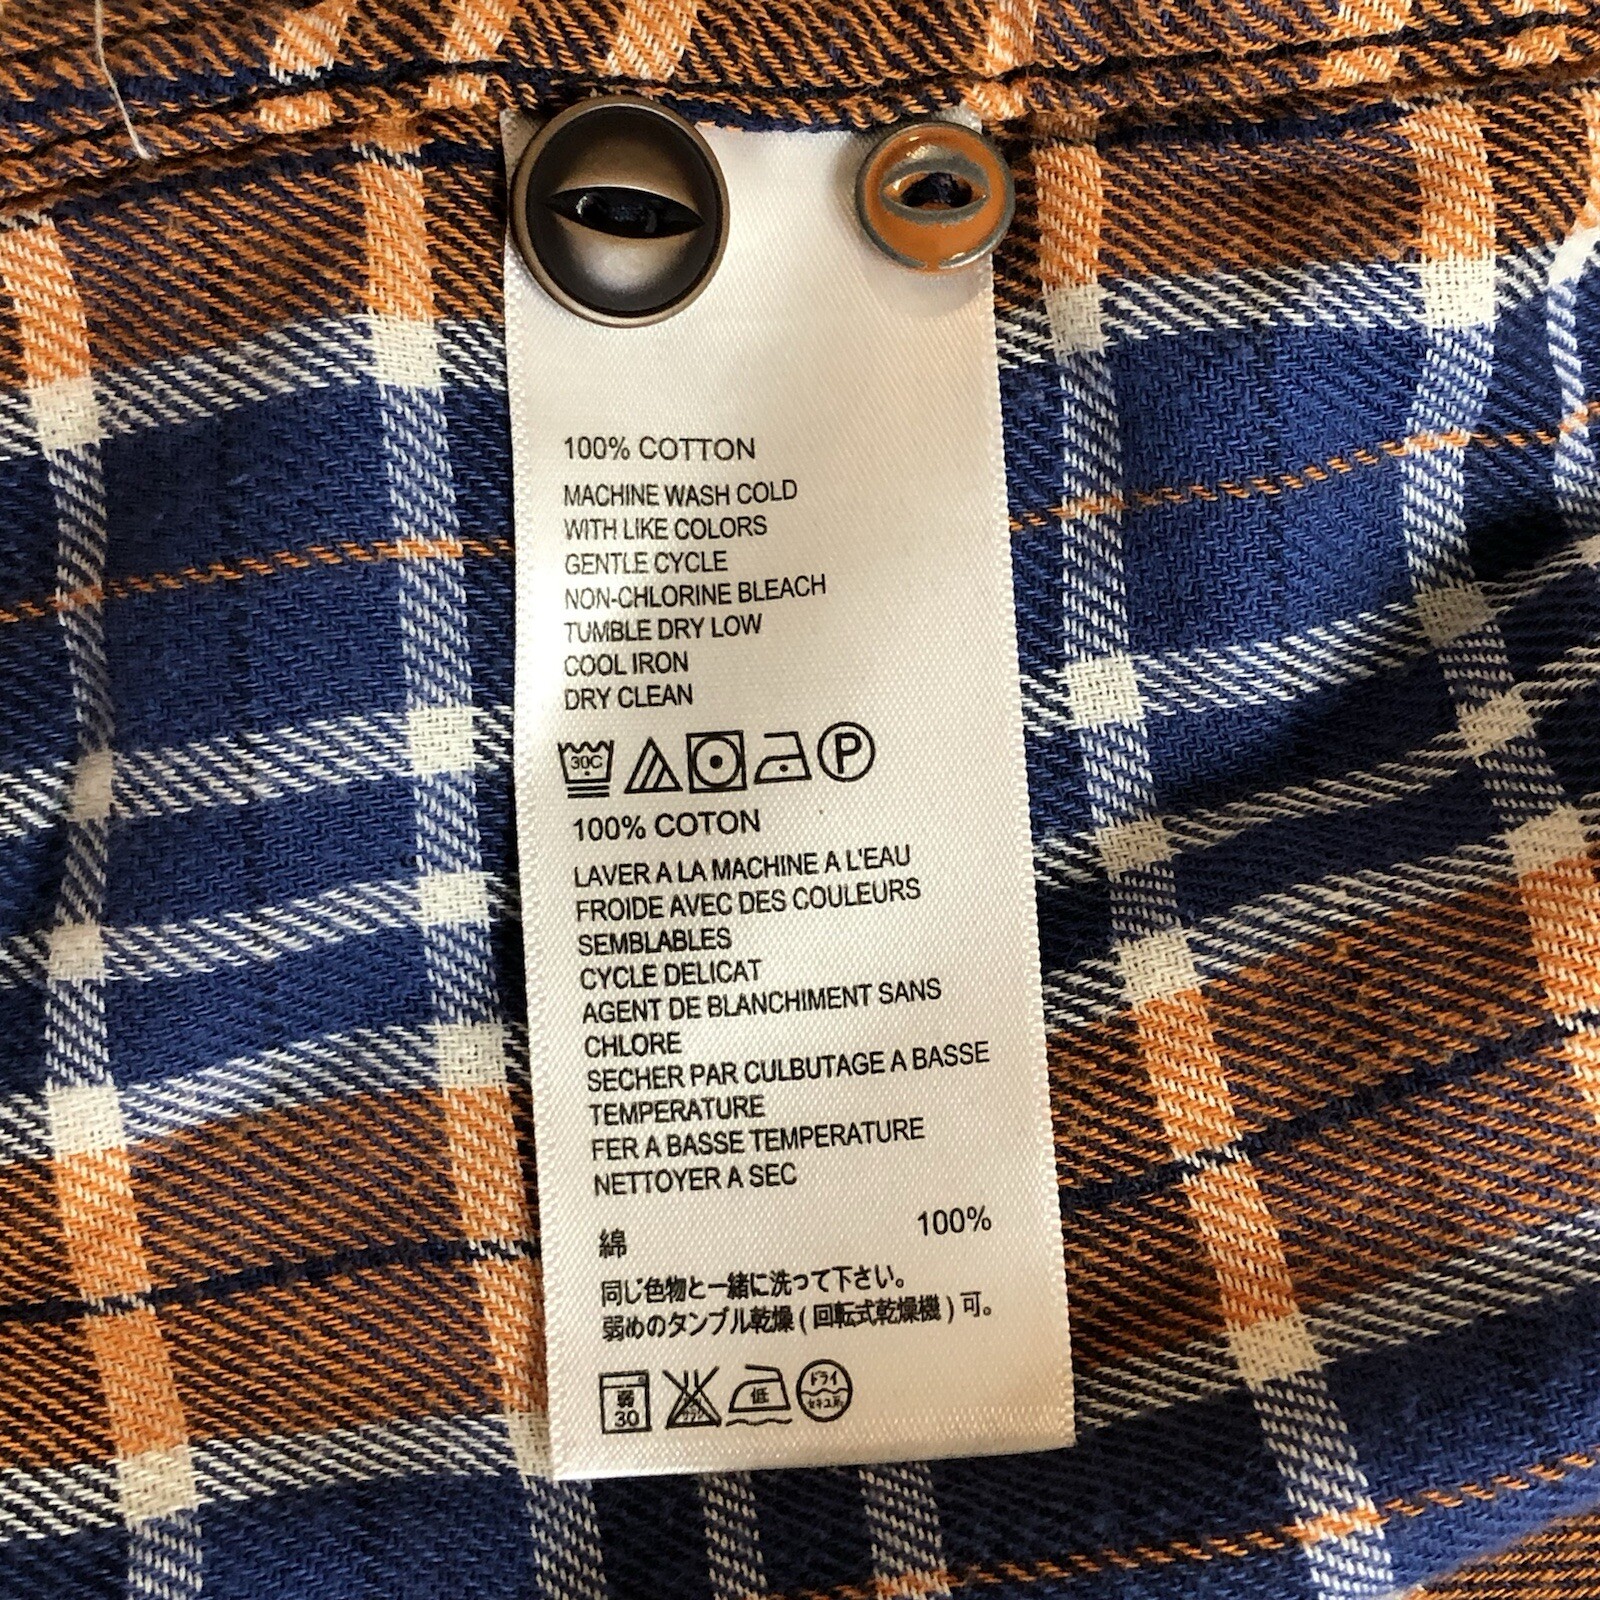 100% COTTON
MACHINE WASH COLD
WITH LIKE COLORS
GENTLE CYCLE
NON-CHLORINE BLEACH
TUMBLE DRY LOW
COOL IRON
DRY CLEAN
30C P
100% COTON
LAVER A LA MACHINE A L'EAU
FROIDE AVEC DES COULEURS
SEMBLABLES
CYCLE DELICAT
AGENT DE BLANCHIMENT SANS
CHLORE
SECHER PAR CULBUTAGE A BASSE
TEMPERATURE
FER A BASSE TEMPERATURE
NETTOYER A SEC
綿 100%
同じ色物と一緒に洗って下さい。
弱めのタンブル乾燥(回転式乾燥機)可。
弱 低 ドライ
30